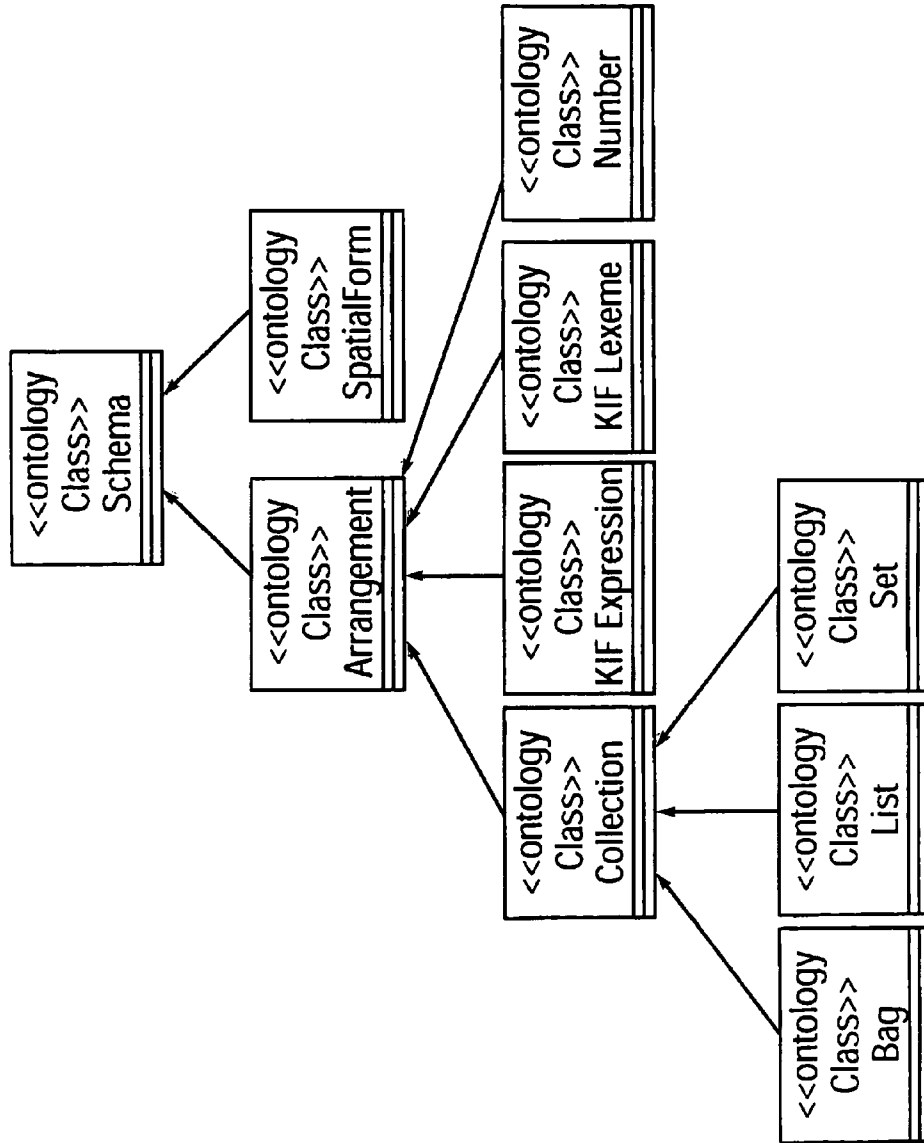 <<ontology
Class>>
Schema
<<ontology
Class>>
Arrangement
<<ontology
Class>>
SpatialForm
<<ontology
Class>>
Collection
<<ontology
Class>>
KIF Expression
<<ontology
Class>>
KIF Lexeme
<<ontology
Class>>
Number
<<ontology
Class>>
Bag
<<ontology
Class>>
List
<<ontology
Class>>
Set